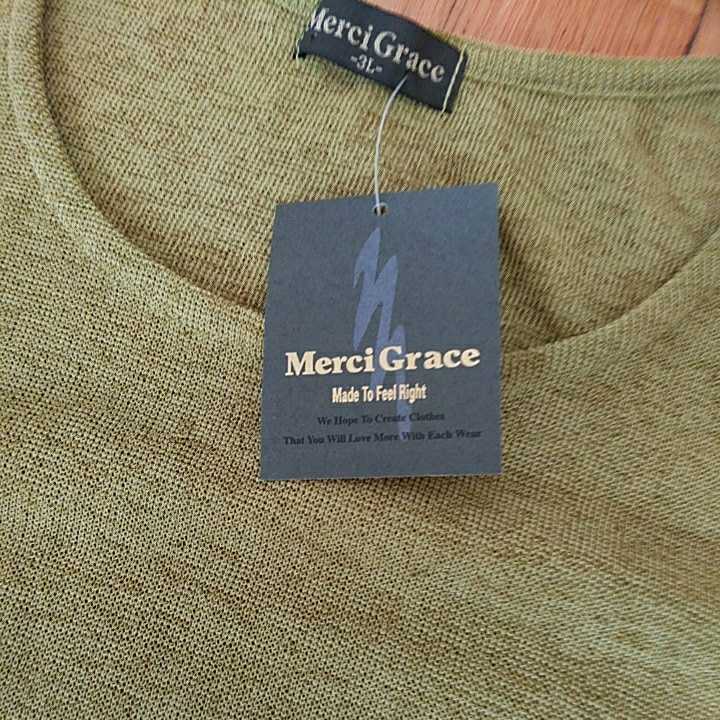 Merci Grace
-3L-
Merci Grace
Made To Feel Right
We Hope To Create Clothes
That You Will Love More With Each Wear